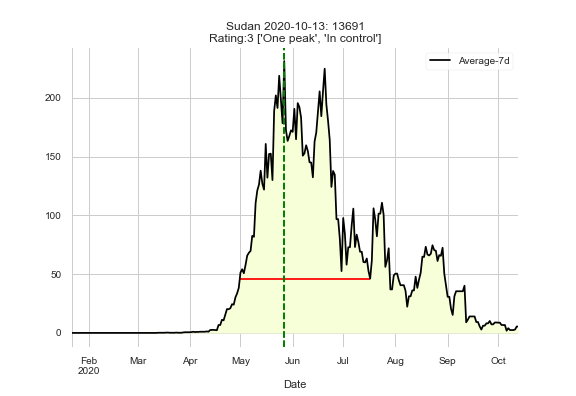 Sudan 2020-10-13: 13691
Rating:3 ['One peak', 'In control']
Average-7d
200
150
100
50
0
Feb
2020
Mar
Apr
May
Jun
Jul
Aug
Sep
Oct
Date